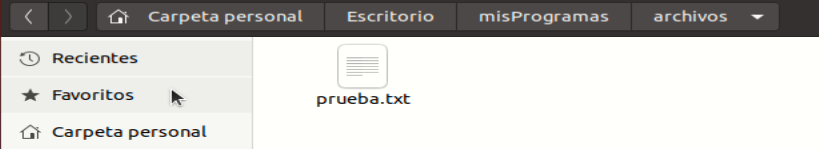 Carpeta personal Escritorio misProgramas archivos
Recientes
Favoritos
Carpeta personal
prueba.txt